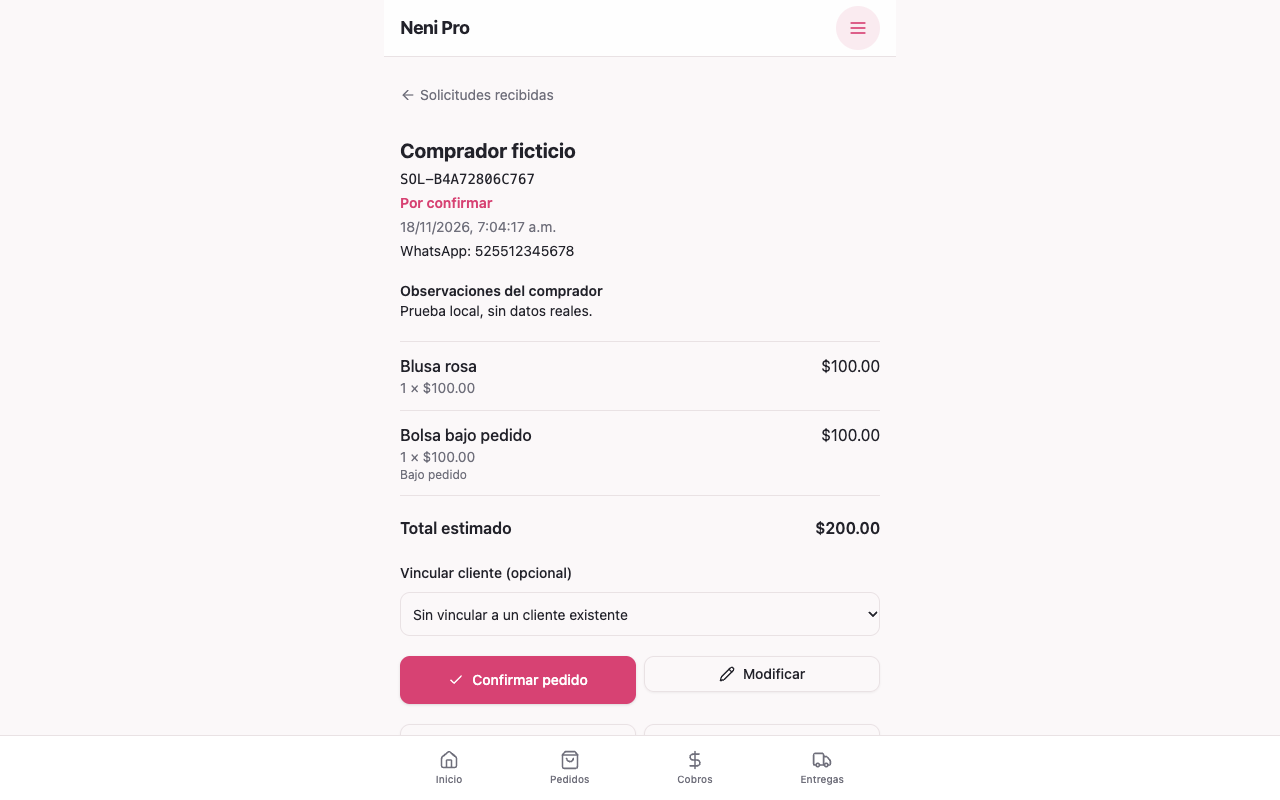 Neni Pro
Solicitudes recibidas
Comprador ficticio
SOL-B4A72806C767
Por confirmar
18/11/2026, 7:04:17 a.m.
WhatsApp: 525512345678
Observaciones del comprador
Prueba local, sin datos reales.
Blusa rosa $100.00
1 × $100.00
Bolsa bajo pedido $100.00
1 × $100.00
Bajo pedido
Total estimado $200.00
Vincular cliente (opcional)
Sin vincular a un cliente existente
Confirmar pedido Modificar
Inicio Pedidos Cobros Entregas